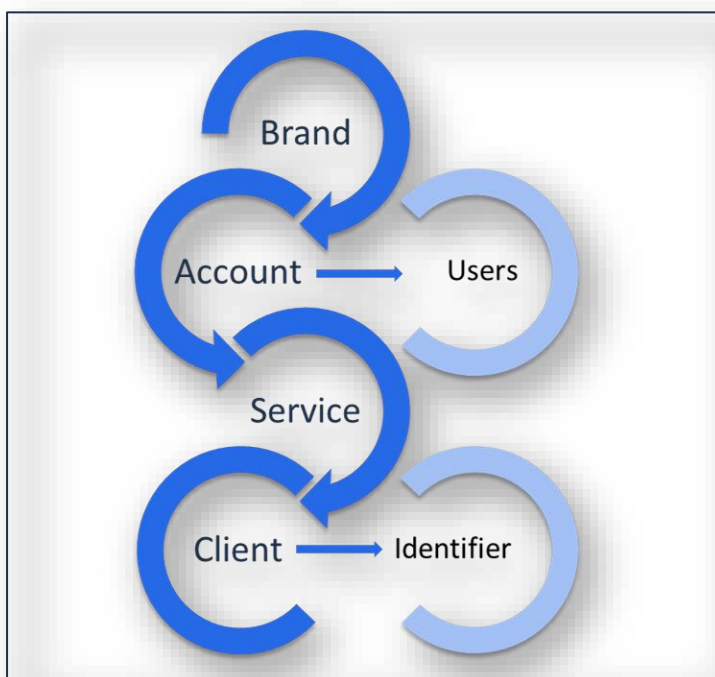 Brand
Account
Users
Service
Client
Identifier